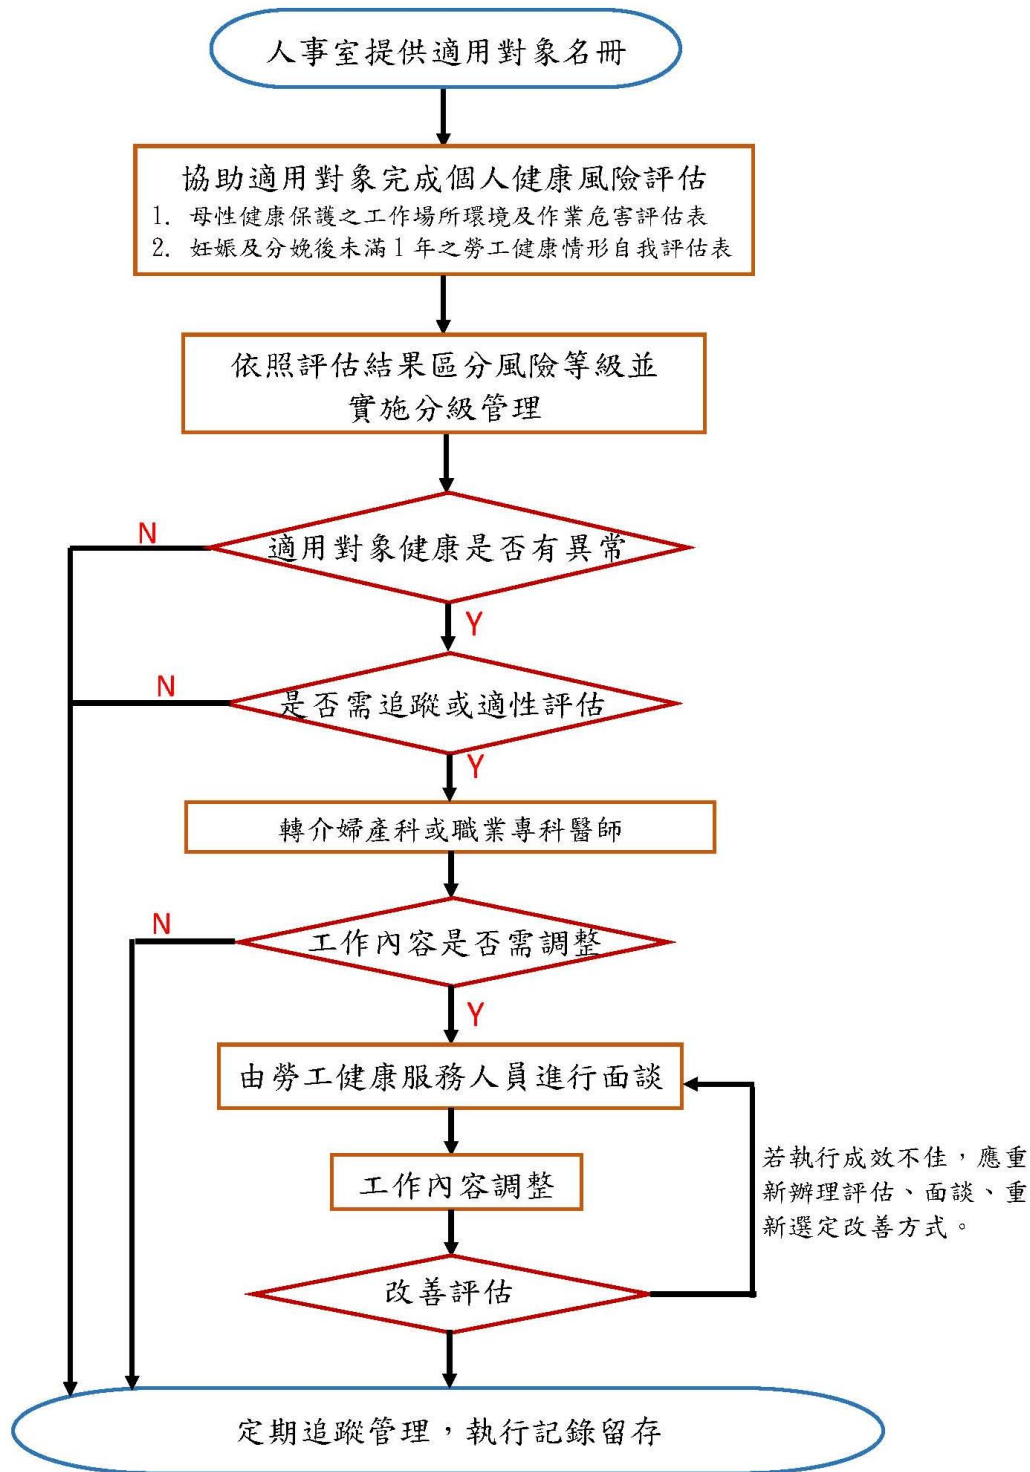 人事室提供適用對象名冊
協助適用對象完成個人健康風險評估
1. 母性健康保護之工作場所環境及作業危害評估表
2. 妊娠及分娩後未滿1年之勞工健康情形自我評估表
依照評估結果區分風險等級並
實施分級管理
N
適用對象健康是否有異常
Y
N
是否需追蹤或適性評估
Y
轉介婦產科或職業專科醫師
N
工作內容是否需調整
Y
由勞工健康服務人員進行面談
工作內容調整
若執行成效不佳，應重
新辦理評估、面談、重
新選定改善方式。
改善評估
定期追蹤管理，執行記錄留存